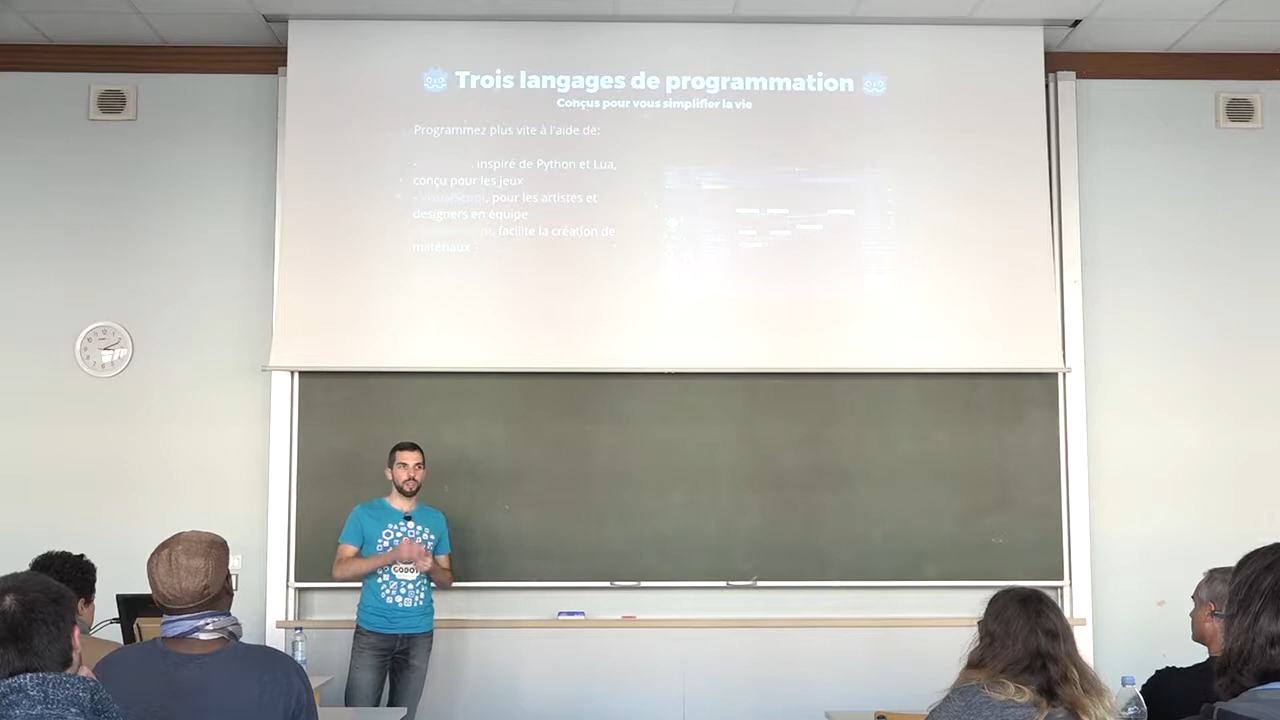 Trois langages de programmation
Conçus pour vous simplifier la vie
Programmez plus vite à l'aide de:
- , inspiré de Python et Lua,
conçu pour les jeux
- VisualScript, pour les artistes et
designers en équipe
, facilite la création de
matériaux
GODOT